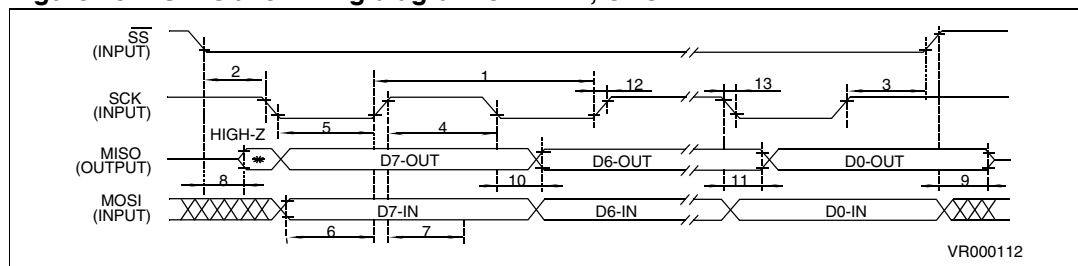 SS
(INPUT)
2
1
12
13
3
SCK
(INPUT)
5
4
HIGH-Z
MISO
(OUTPUT)
*
D7-OUT
D6-OUT
D0-OUT
8
10
11
9
MOSI
(INPUT)
D7-IN
D6-IN
D0-IN
6
7
VR000112